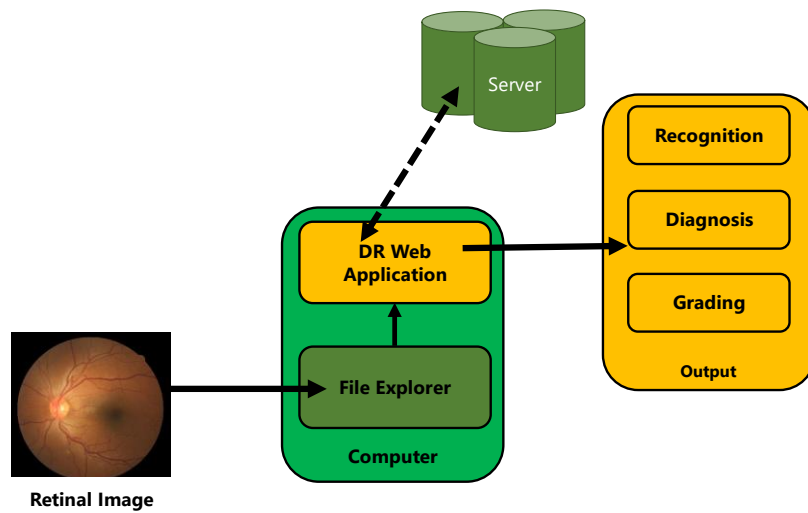 Server
Recognition
DR Web
Application
Diagnosis
Grading
File Explorer
Output
Computer
Retinal Image